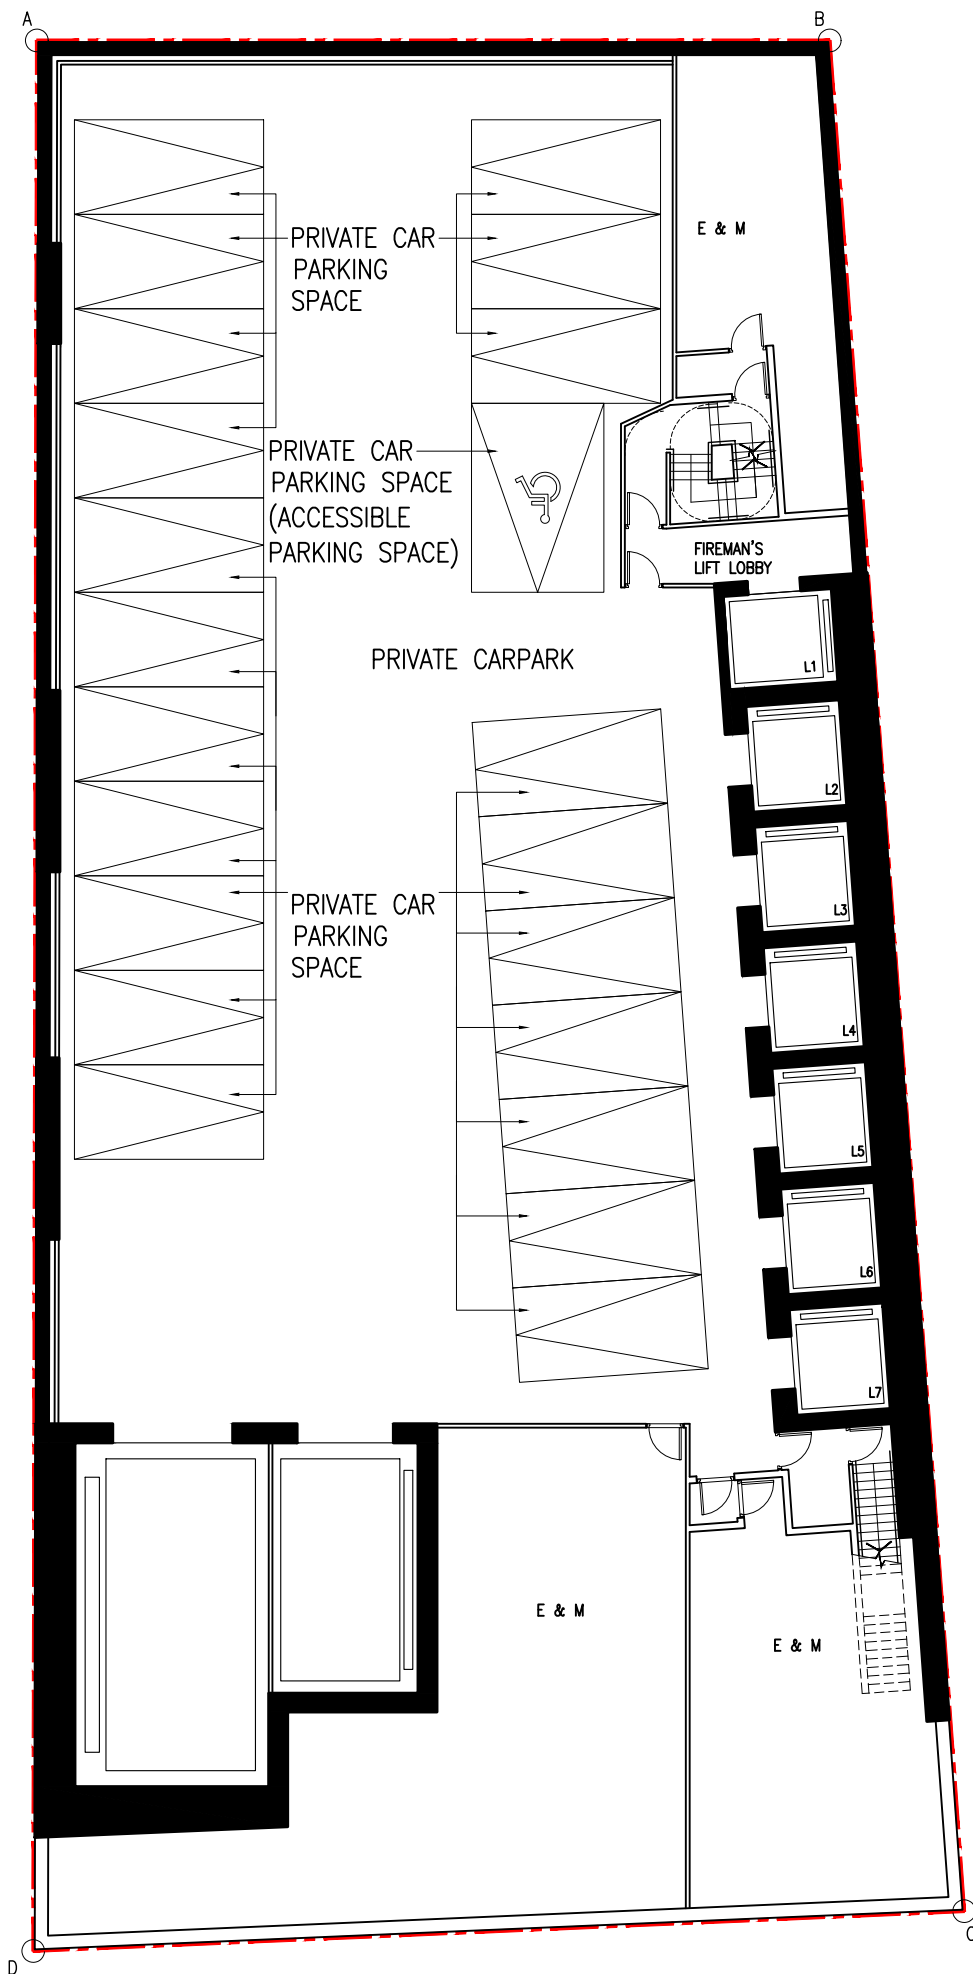 A
B
E & M
PRIVATE CAR
PARKING
SPACE
PRIVATE CAR
PARKING SPACE
(ACCESSIBLE
PARKING SPACE)
FIREMAN'S
LIFT LOBBY
PRIVATE CARPARK
L1
L2
L3
PRIVATE CAR
PARKING
SPACE
L4
L5
L6
L7
E & M
E & M
C
D